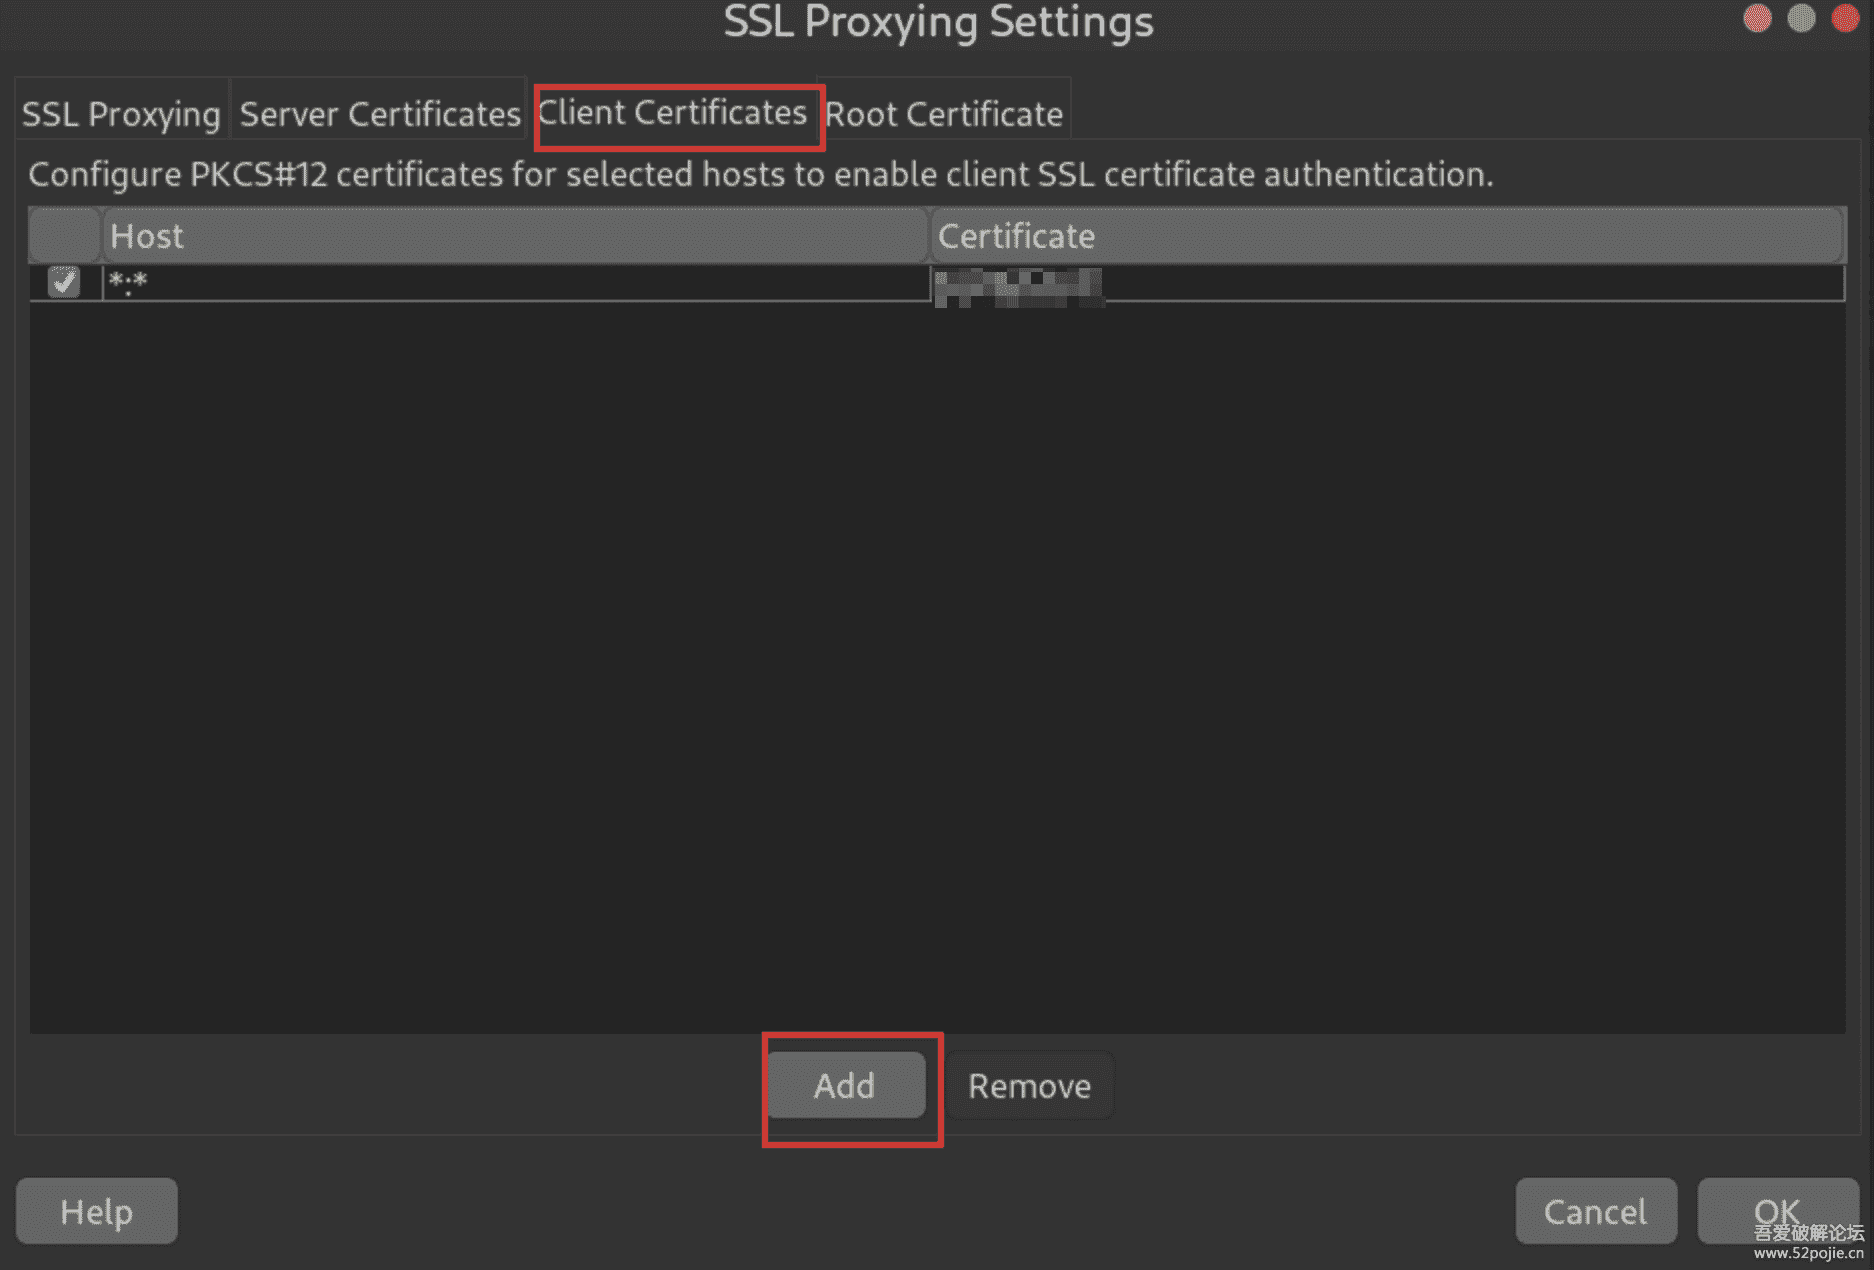 SSL Proxying Settings
SSL Proxying Server Certificates Client Certificates Root Certificate
Configure PKCS#12 certificates for selected hosts to enable client SSL certificate authentication.
Host Certificate
*:*
Add Remove
Help Cancel OK
吾爱破解论坛
www.52pojie.cn